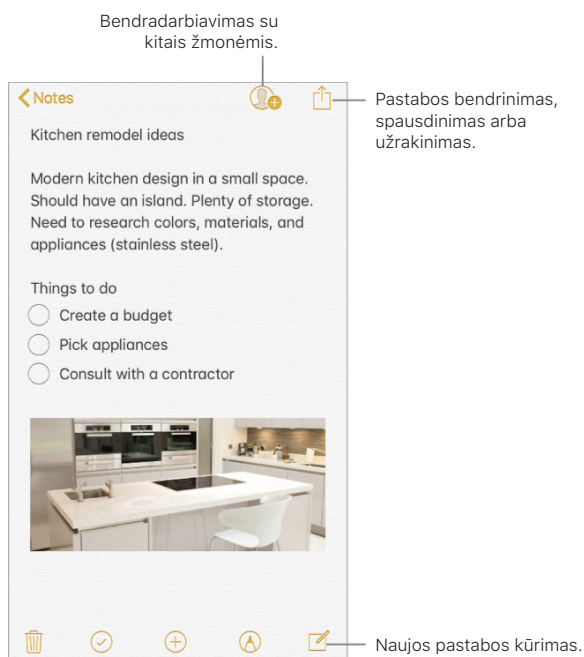 Bendradarbiavimas su
kitais žmonėmis.
Notes
Pastabos bendrinimas,
spausdinimas arba
užrakinimas.
Kitchen remodel ideas
Modern kitchen design in a small space.
Should have an island. Plenty of storage.
Need to research colors, materials, and
appliances (stainless steel).
Things to do
Create a budget
Pick appliances
Consult with a contractor
Naujos pastabos kūrimas.